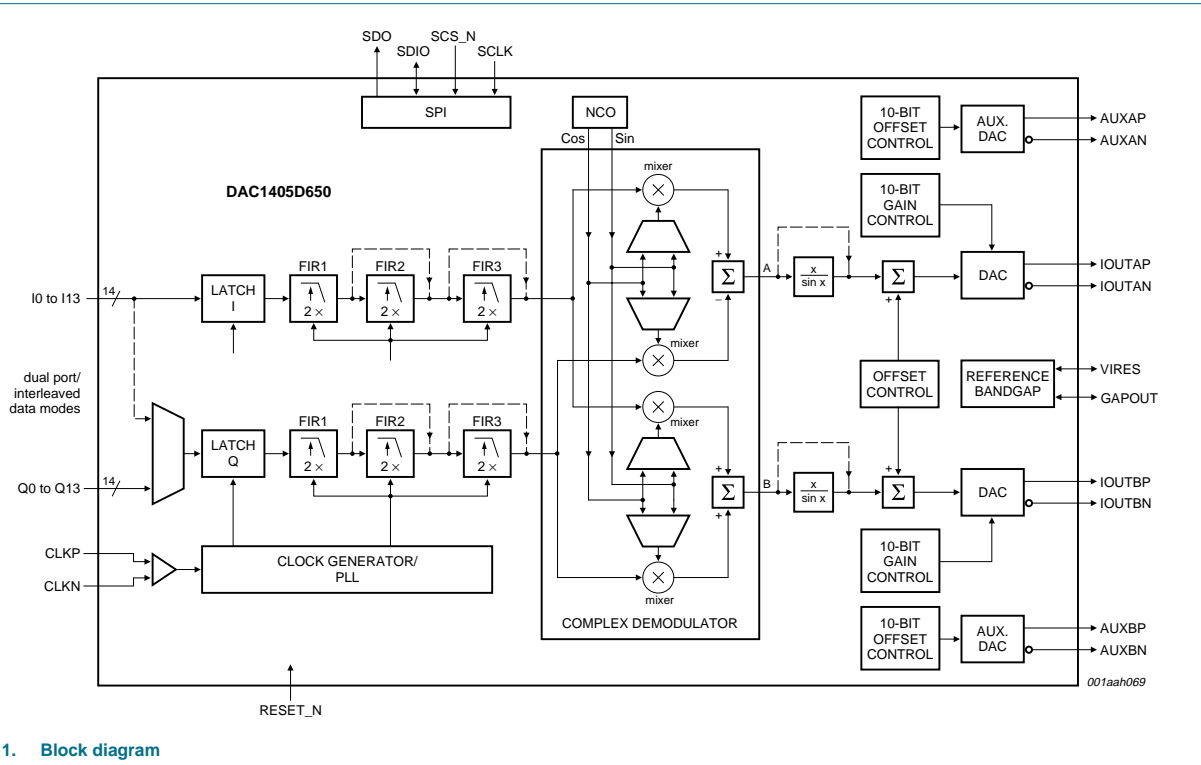 SDO
SDIO
SCS_N
SCLK
SPI
NCO
Cos
Sin
10-BIT
OFFSET
CONTROL
AUX.
DAC
AUXAP
AUXAN
DAC1405D650
mixer
10-BIT
GAIN
CONTROL
I0 to I13
14
LATCH
I
FIR1
2 ×
FIR2
2 ×
FIR3
2 ×
+
Σ
−
A
x
sin x
Σ
+
DAC
IOUTAP
IOUTAN
mixer
dual port/
interleaved
data modes
OFFSET
CONTROL
REFERENCE
BANDGAP
VIRES
GAPOUT
mixer
LATCH
Q
FIR1
2 ×
FIR2
2 ×
FIR3
2 ×
Q0 to Q13
14
+
Σ
+
B
x
sin x
+
Σ
DAC
IOUTBP
IOUTBN
CLKP
CLKN
CLOCK GENERATOR/
PLL
10-BIT
GAIN
CONTROL
mixer
COMPLEX DEMODULATOR
10-BIT
OFFSET
CONTROL
AUX.
DAC
AUXBP
AUXBN
001aah069
RESET_N
1. Block diagram